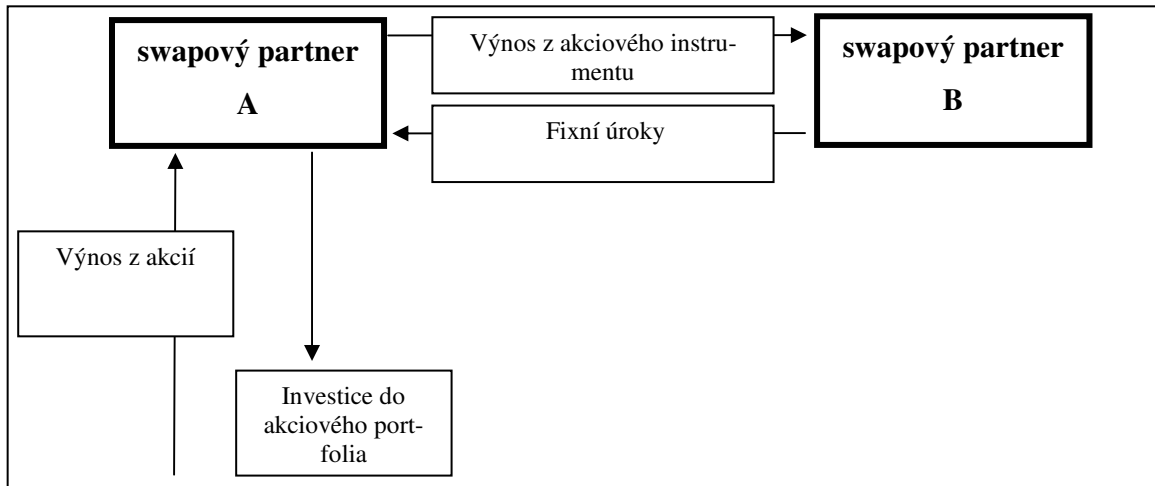 swapový partner
A
Výnos z akciového instru-
mentu
swapový partner
B
Fixní úroky
Výnos z akcií
Investice do
akciového port-
folia